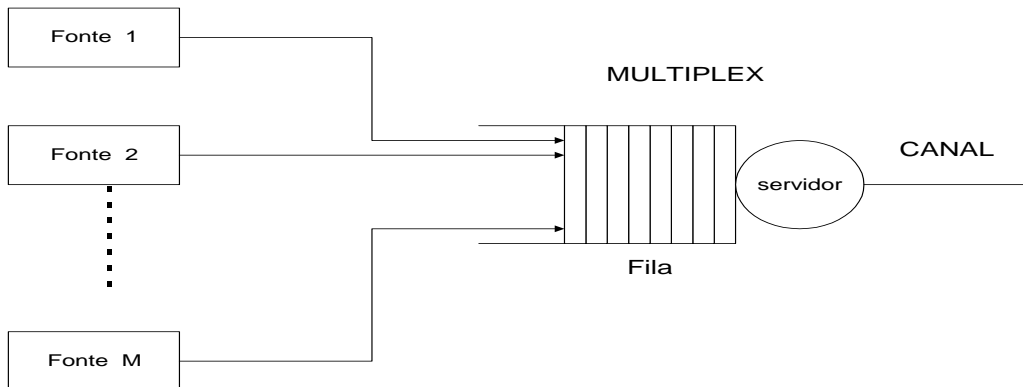 Fonte 1
MULTIPLEX
Fonte 2
CANAL
servidor
Fila
Fonte M